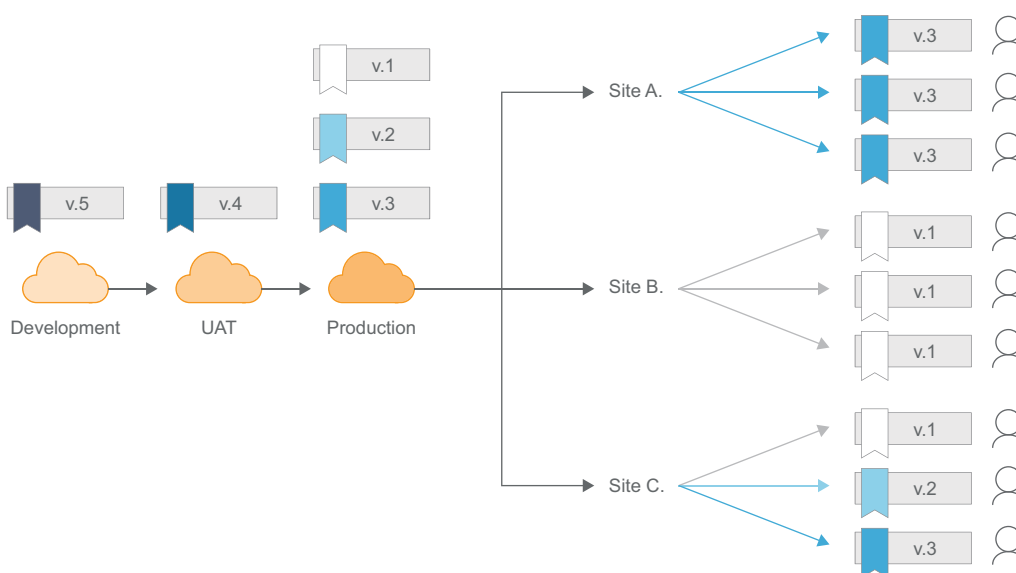 v.1
v.2
v.5
v.4
v.3
Development
UAT
Production
Site A.
v.3
v.3
v.3
Site B.
v.1
v.1
v.1
Site C.
v.1
v.2
v.3